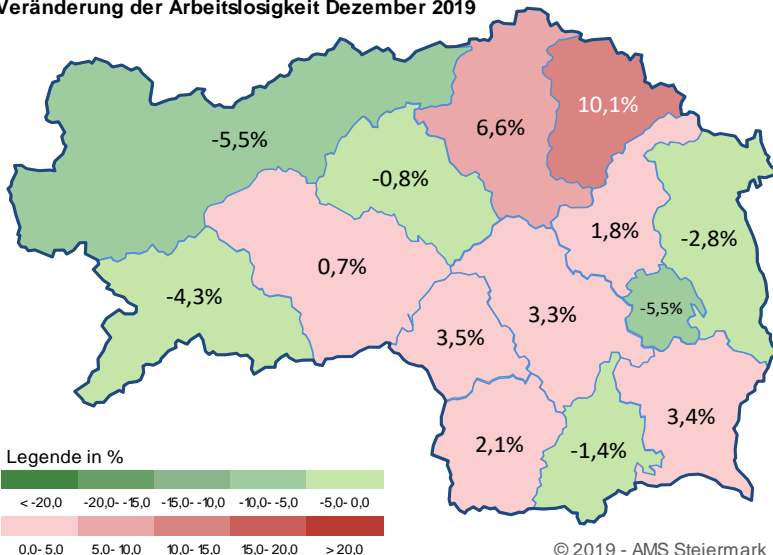 Veränderung der Arbeitslosigkeit Dezember 2019
10,1%
6,6%
-5,5%
-0,8%
1,8%
-2,8%
0,7%
-4,3%
-5,5%
3,3%
3,5%
3,4%
2,1%
-1,4%
Legende in %
< -20,0 -20,0- -15,0 -15,0- -10,0 -10,0- -5,0 -5,0- 0,0
0,0- 5,0 5,0- 10,0 10,0- 15,0 15,0- 20,0 > 20,0
© 2019 - AMS Steiermark